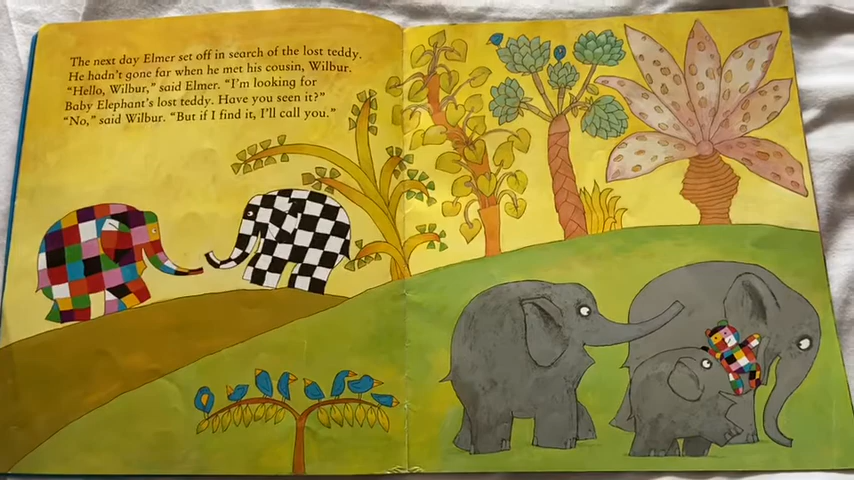 The next day Elmer set off in search of the lost teddy.
He hadn't gone far when he met his cousin, Wilbur.
"Hello, Wilbur," said Elmer. "I'm looking for
Baby Elephant's lost teddy. Have you seen it?"
"No," said Wilbur. "But if I find it, I'll call you."